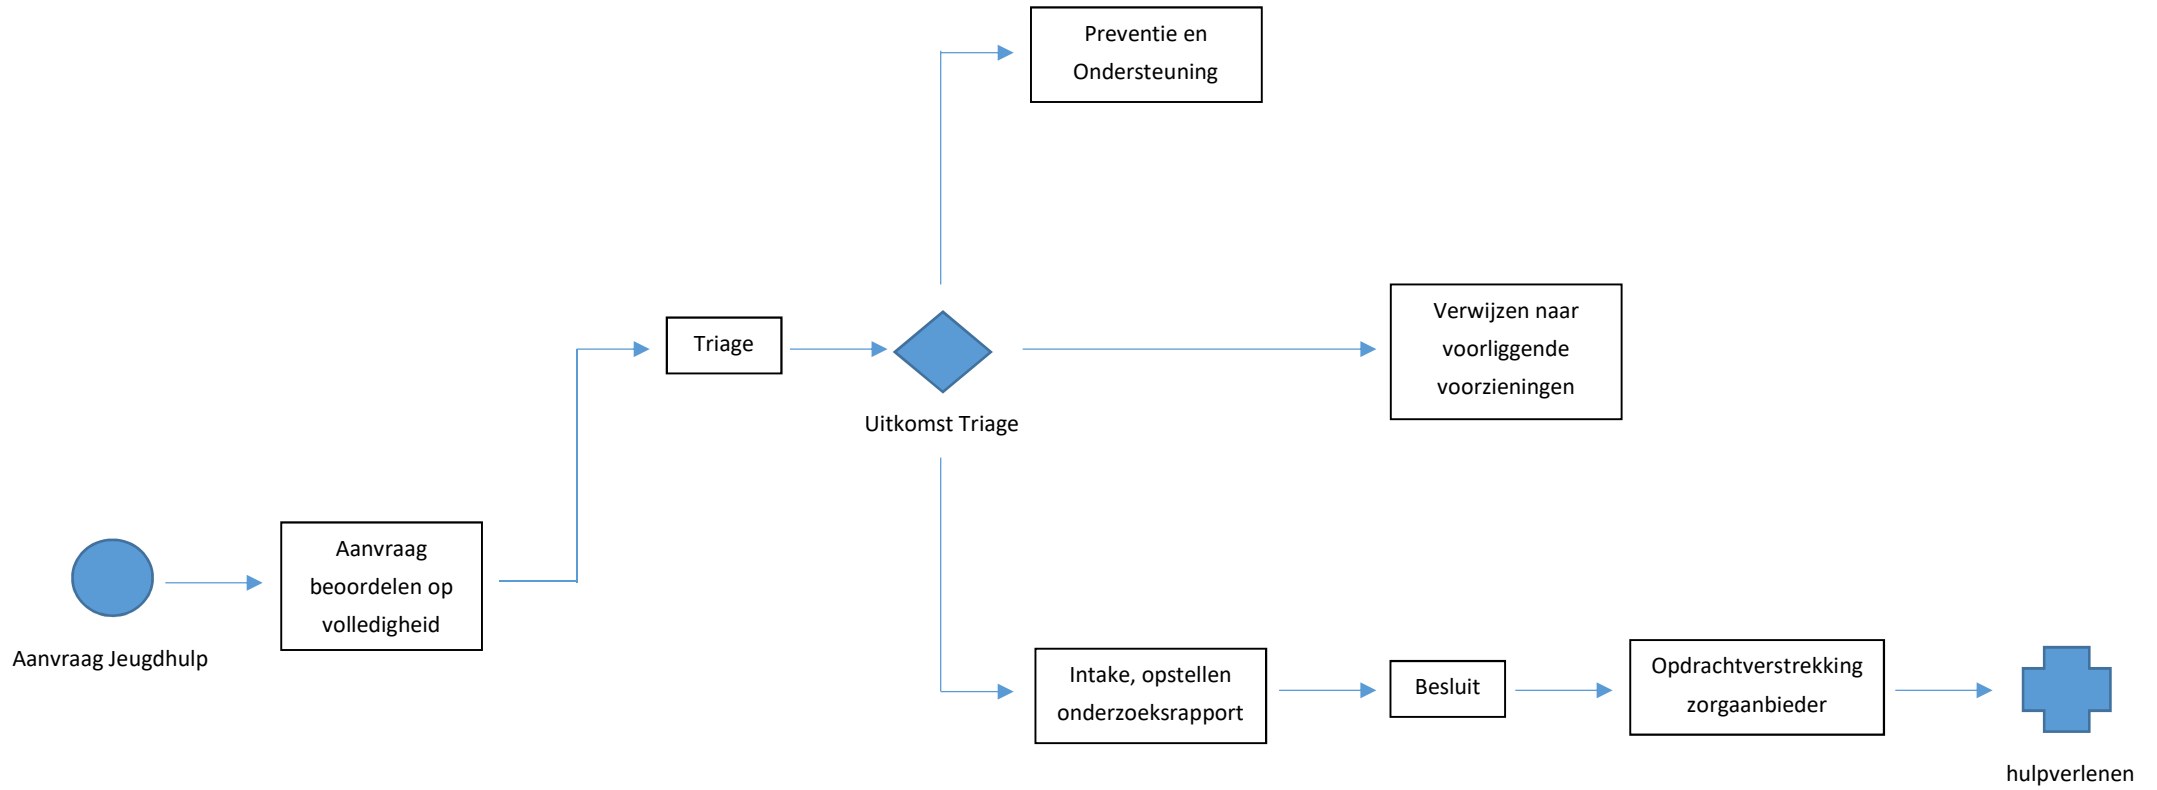 Preventie en
Ondersteuning
Verwijzen naar
voorliggende
voorzieningen
Triage
Uitkomst Triage
Aanvraag
beoordelen op
volledigheid
Aanvraag Jeugdhulp
Intake, opstellen
onderzoeksrapport
Besluit
Opdrachtverstrekking
zorgaanbieder
hulpverlenen